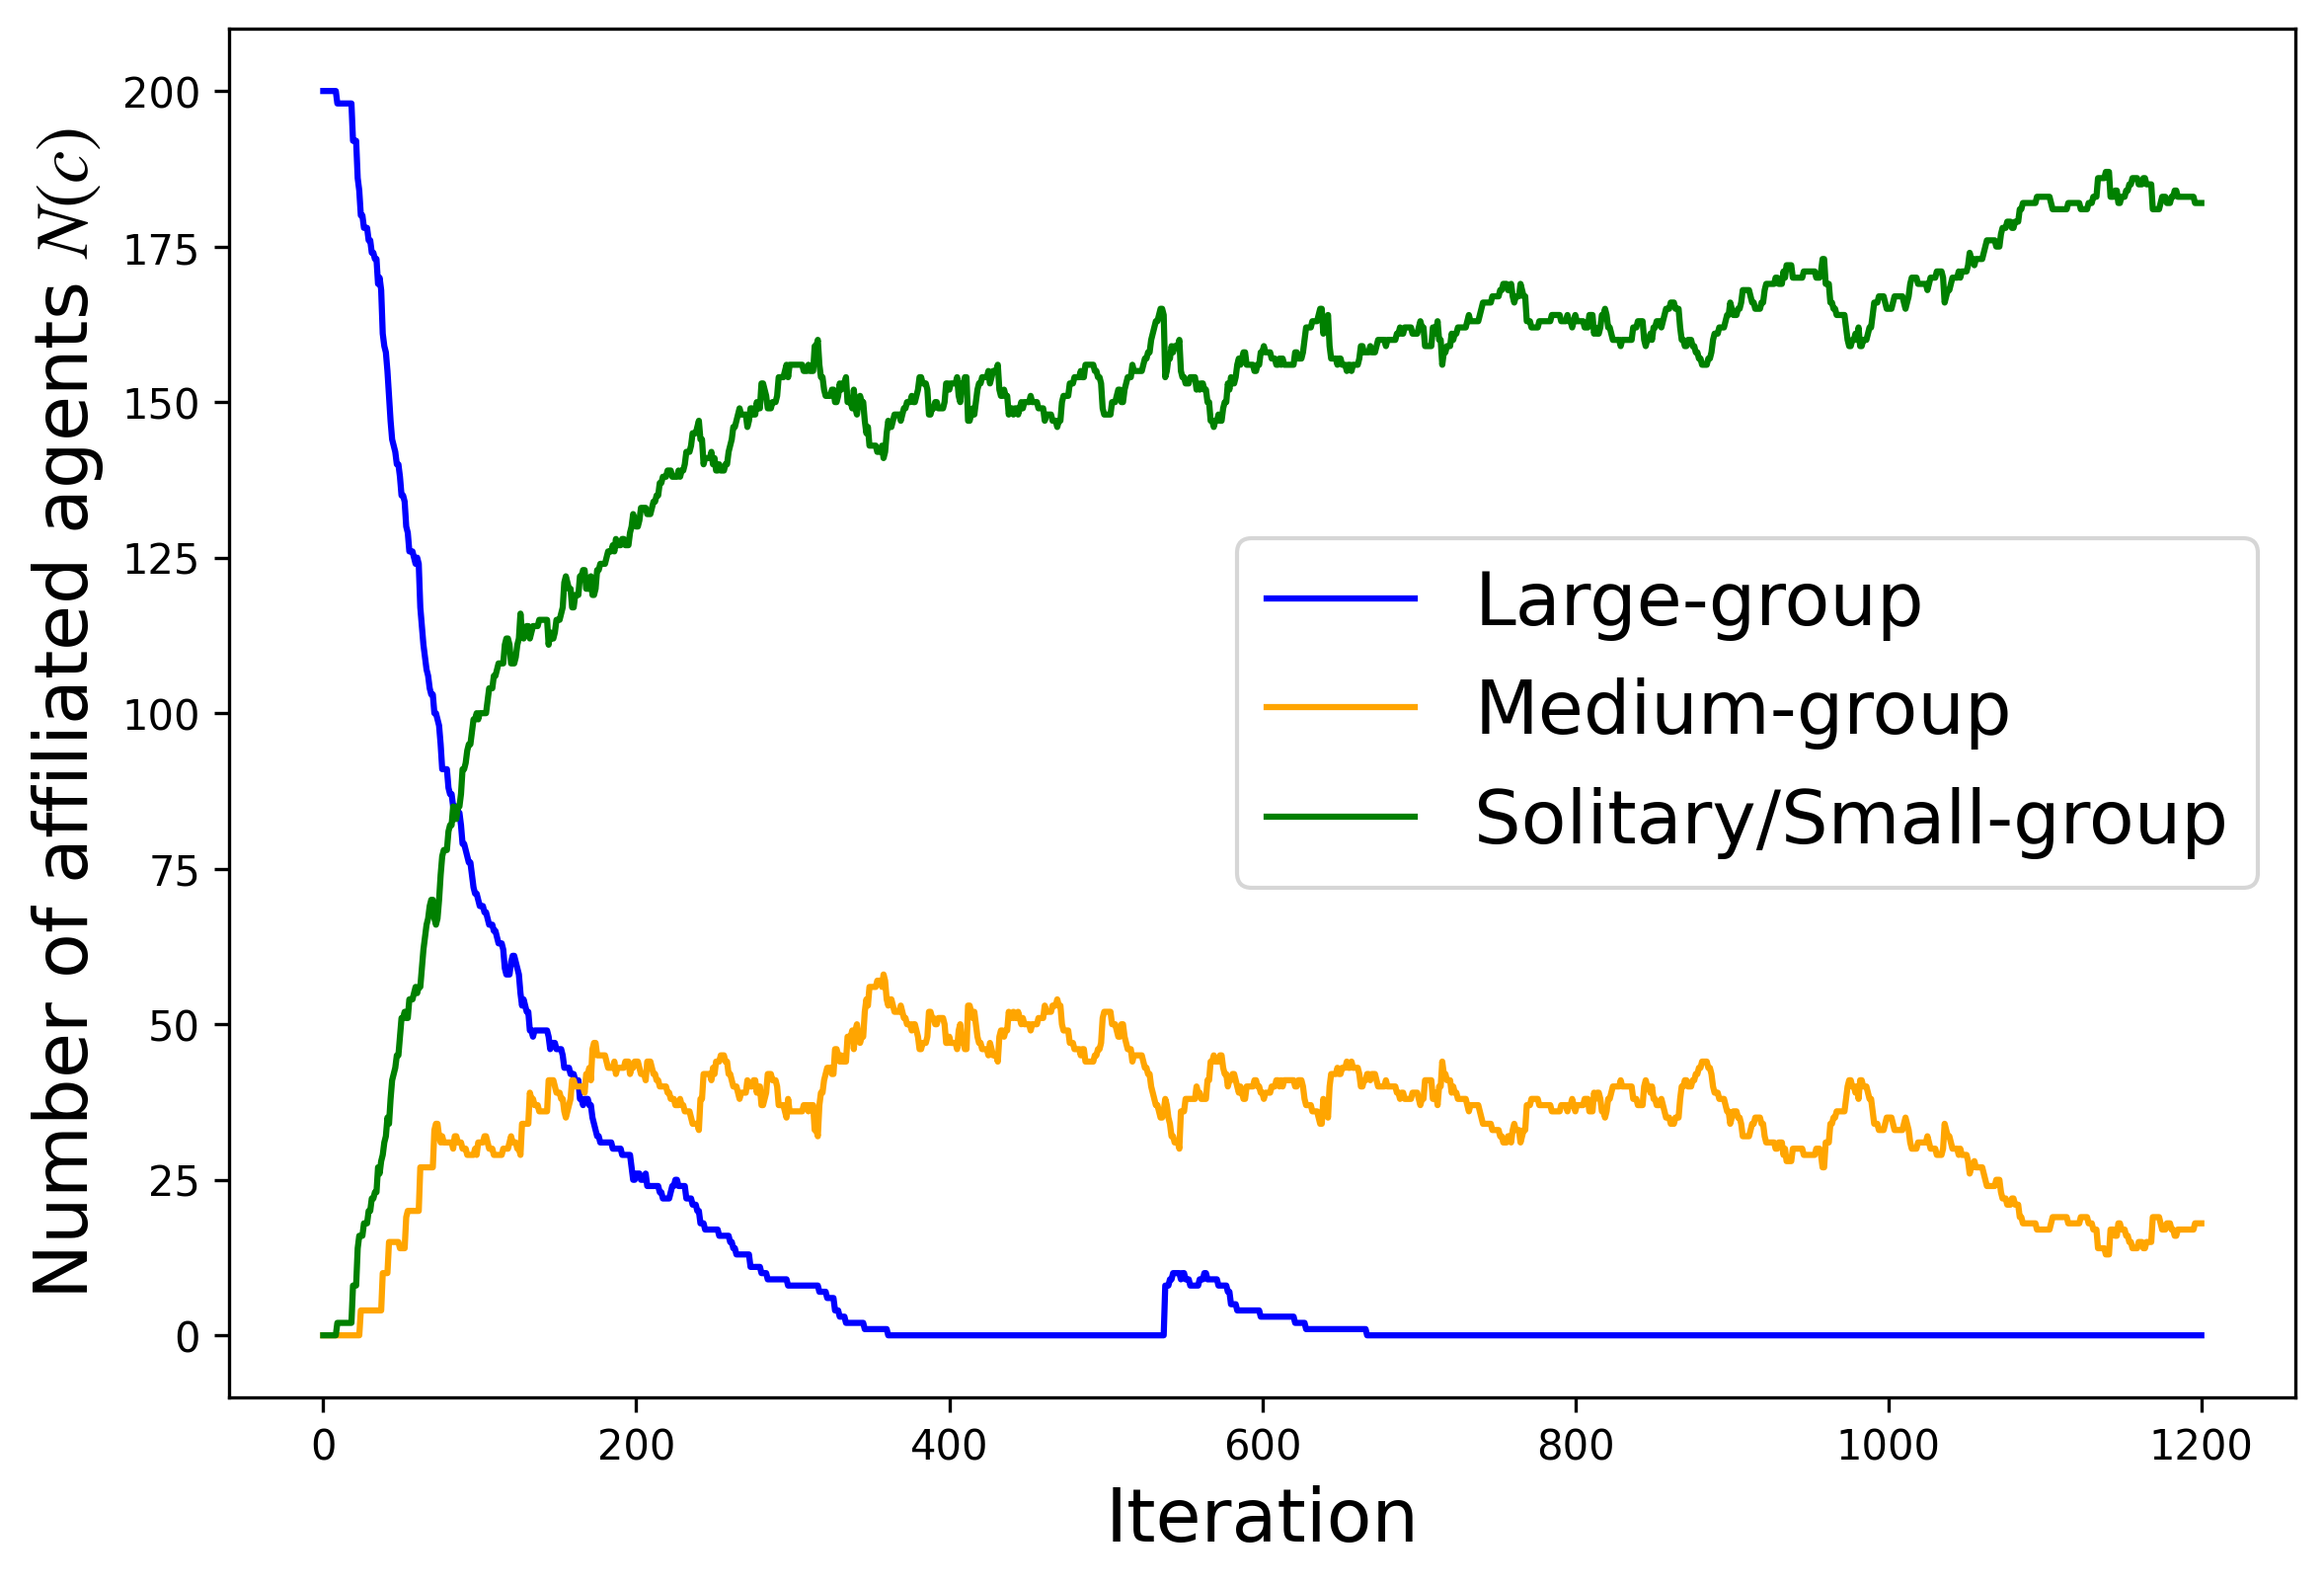 Number of affiliated agents N(c)
200
175
150
125
100
75
50
25
0
Large-group
Medium-group
Solitary/Small-group
0 200 400 600 800 1000 1200
Iteration